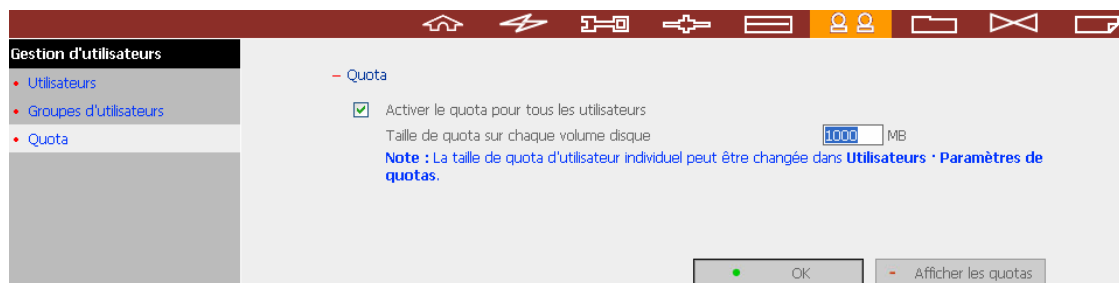 Gestion d'utilisateurs
• Utilisateurs
• Groupes d'utilisateurs
• Quota
– Quota
Activer le quota pour tous les utilisateurs
Taille de quota sur chaque volume disque 1000 MB
Note : La taille de quota d'utilisateur individuel peut être changée dans Utilisateurs · Paramètres de
quotas.
OK
- Afficher les quotas